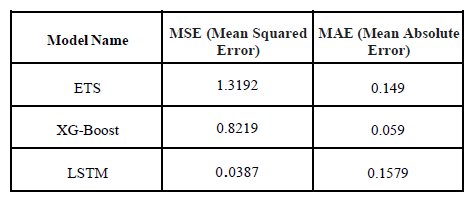 Model Name
MSE (Mean Squared
Error)
MAE (Mean Absolute
Error)
ETS
1.3192
0.149
XG-Boost
0.8219
0.059
LSTM
0.0387
0.1579